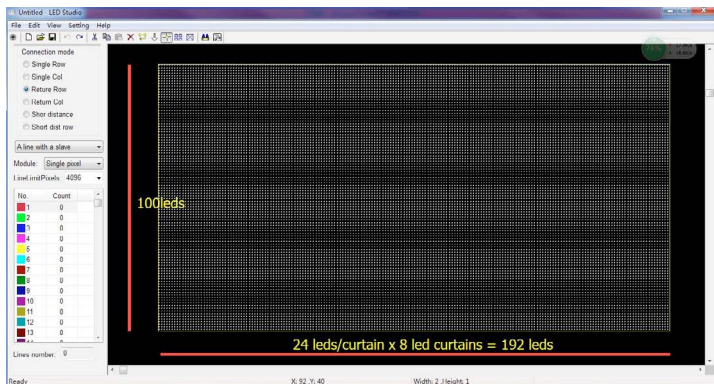 Untitled - LED Studio
File Edit View Setting Help
Connection mode
Single Row
Single Col
Reture Row
Return Col
Shor distance
Short dist row
A line with a slave
Module: Single pixel
LineLimitPixels: 4096
No. Count
1 0
2 0
3 0
4 0
5 0
6 0
7 0
8 0
9 0
10 0
11 0
12 0
13 0
Lines number: 0
100leds
24 leds/curtain x 8 led curtains = 192 leds
Ready X: 92 ,Y: 40 Width: 2 ,Height: 1